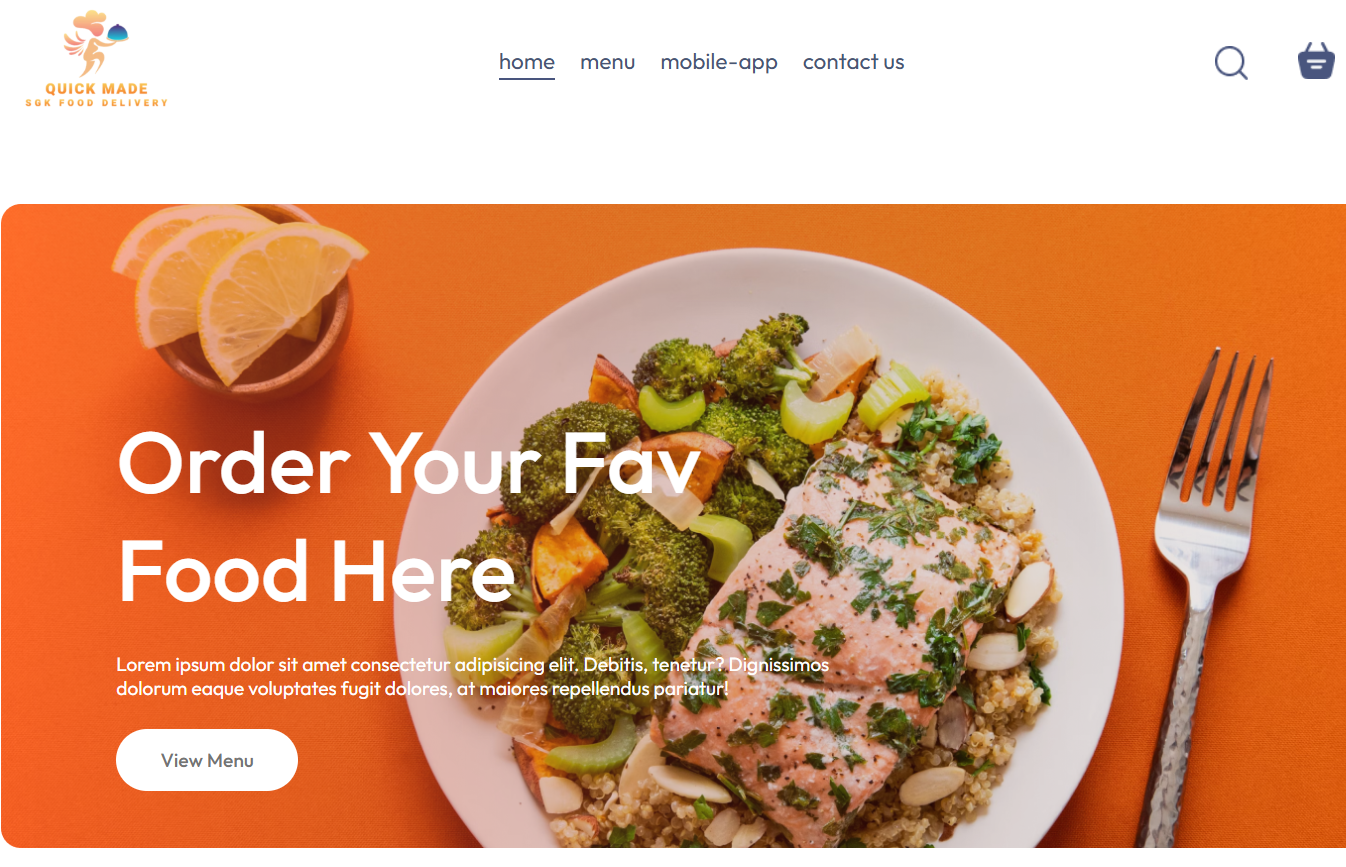 QUICK MADE
SGK FOOD DELIVERY
home menu mobile-app contact us
Order Your Fav
Food Here
Lorem ipsum dolor sit amet consectetur adipisicing elit. Debitis, tenetur? Dignissimos
dolorum eaque voluptates fugit dolores, at maiores repellendus pariatur!
View Menu